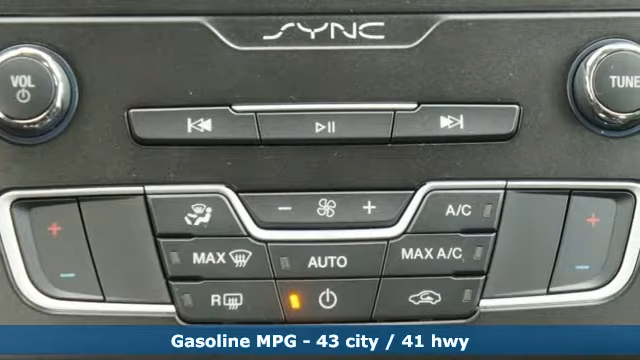 SYNC
VOL
TUNE
A/C
MAX
AUTO
MAX A/C
R
Gasoline MPG - 43 city / 41 hwy